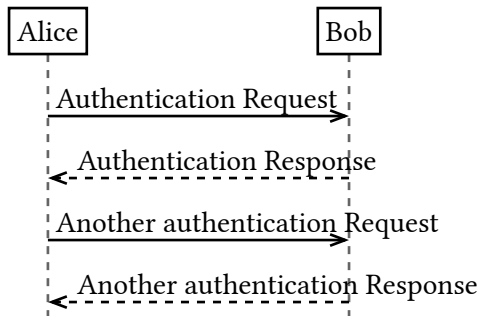 Alice
Bob
Authentication Request
Authentication Response
Another authentication Request
Another authentication Response